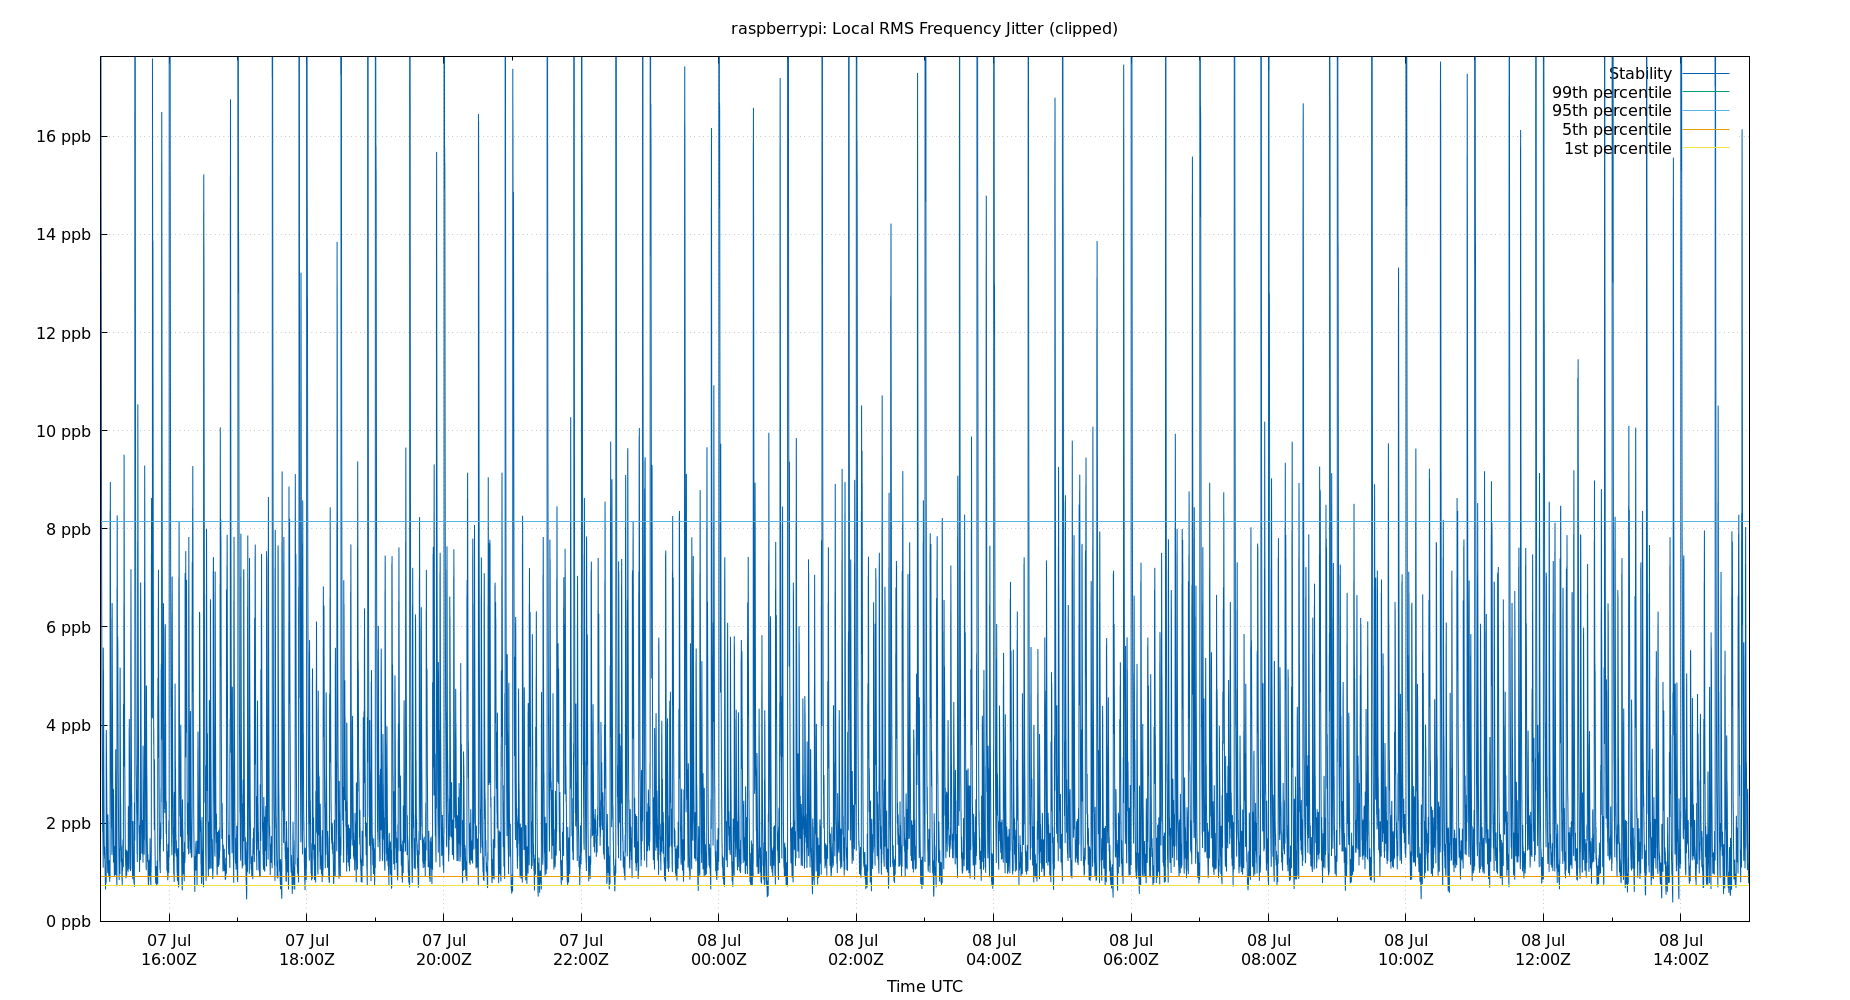 raspberrypi: Local RMS Frequency Jitter (clipped)
Stability
99th percentile
95th percentile
5th percentile
1st percentile
16 ppb
14 ppb
12 ppb
10 ppb
8 ppb
6 ppb
4 ppb
2 ppb
0 ppb
07 Jul 07 Jul 07 Jul 07 Jul 08 Jul 08 Jul 08 Jul 08 Jul 08 Jul 08 Jul 08 Jul 08 Jul
16:00Z 18:00Z 20:00Z 22:00Z 00:00Z 02:00Z 04:00Z 06:00Z 08:00Z 10:00Z 12:00Z 14:00Z
Time UTC